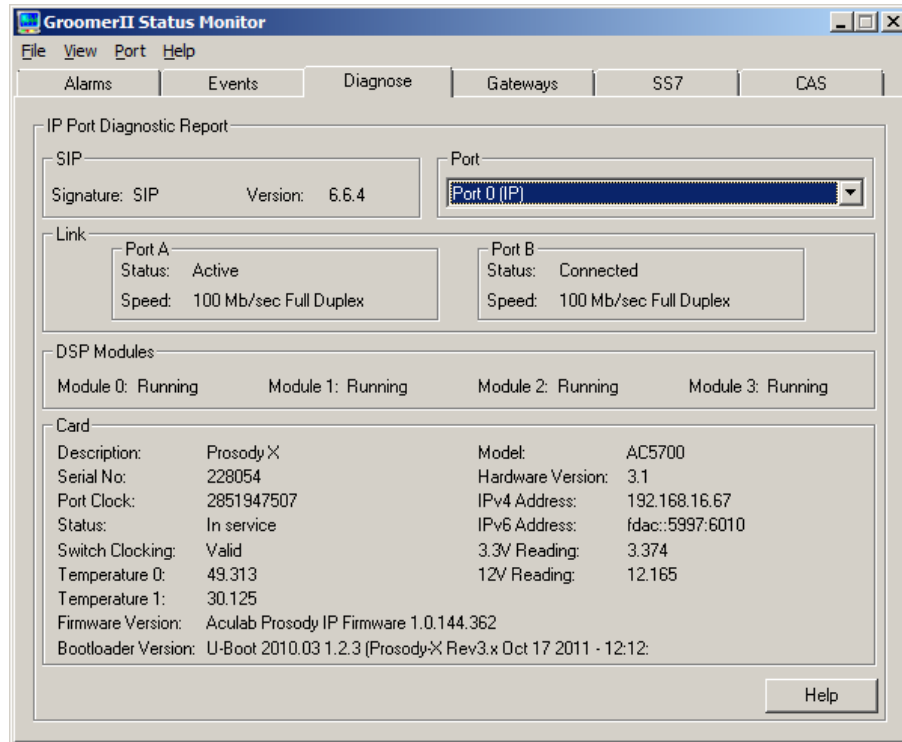 GroomerII Status Monitor
File View Port Help
Alarms Events Diagnose Gateways SS7 CAS
IP Port Diagnostic Report
SIP
Signature: SIP Version: 6.6.4
Port
Port 0 (IP)
Link
Port A
Status: Active
Speed: 100 Mb/sec Full Duplex
Port B
Status: Connected
Speed: 100 Mb/sec Full Duplex
DSP Modules
Module 0: Running Module 1: Running Module 2: Running Module 3: Running
Card
Description: Prosody X Model: AC5700
Serial No: 228054 Hardware Version: 3.1
Port Clock: 2851947507 IPv4 Address: 192.168.16.67
Status: In service IPv6 Address: fdac::5997:6010
Switch Clocking: Valid 3.3V Reading: 3.374
Temperature 0: 49.313 12V Reading: 12.165
Temperature 1: 30.125
Firmware Version: Aculab Prosody IP Firmware 1.0.144.362
Bootloader Version: U-Boot 2010.03 1.2.3 (Prosody-X Rev3.x Oct 17 2011 - 12:12:
Help